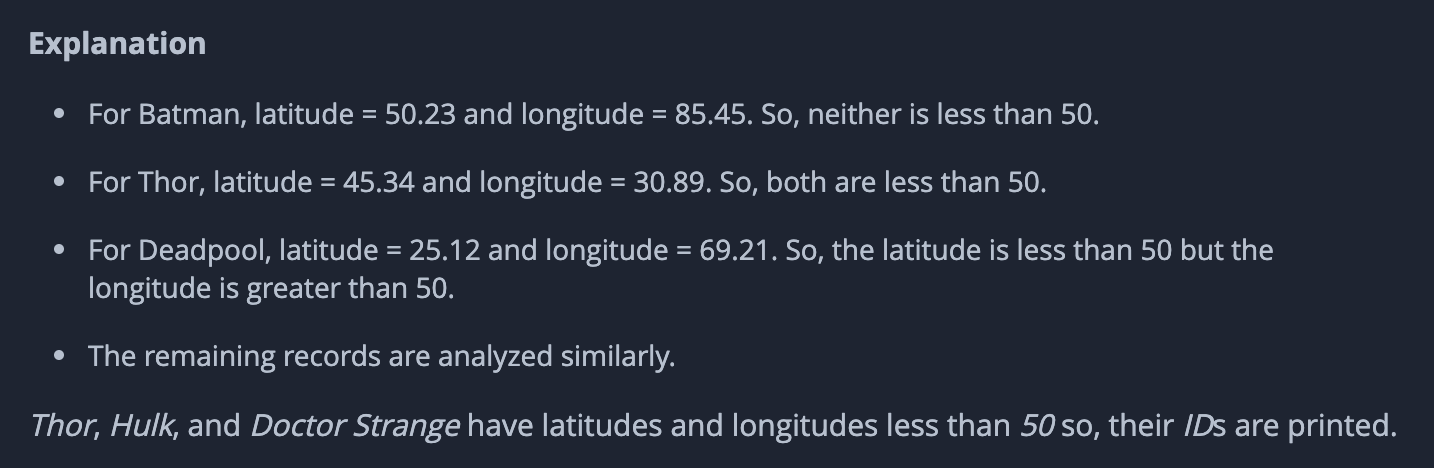 Explanation
• For Batman, latitude = 50.23 and longitude = 85.45. So, neither is less than 50.
• For Thor, latitude = 45.34 and longitude = 30.89. So, both are less than 50.
• For Deadpool, latitude = 25.12 and longitude = 69.21. So, the latitude is less than 50 but the
longitude is greater than 50.
• The remaining records are analyzed similarly.
Thor, Hulk, and Doctor Strange have latitudes and longitudes less than 50 so, their IDs are printed.